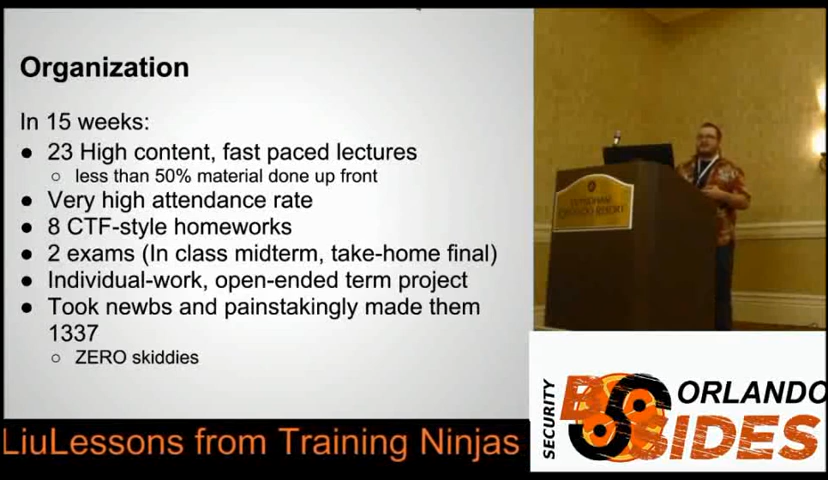 Organization
In 15 weeks:
● 23 High content, fast paced lectures
○ less than 50% material done up front
● Very high attendance rate
● 8 CTF-style homeworks
● 2 exams (In class midterm, take-home final)
● Individual-work, open-ended term project
● Took newbs and painstakingly made them
1337
○ ZERO skiddies
LiuLessons from Training Ninjas
ORLANDO RESORT
SECURITY
BSIDES
ORLANDO